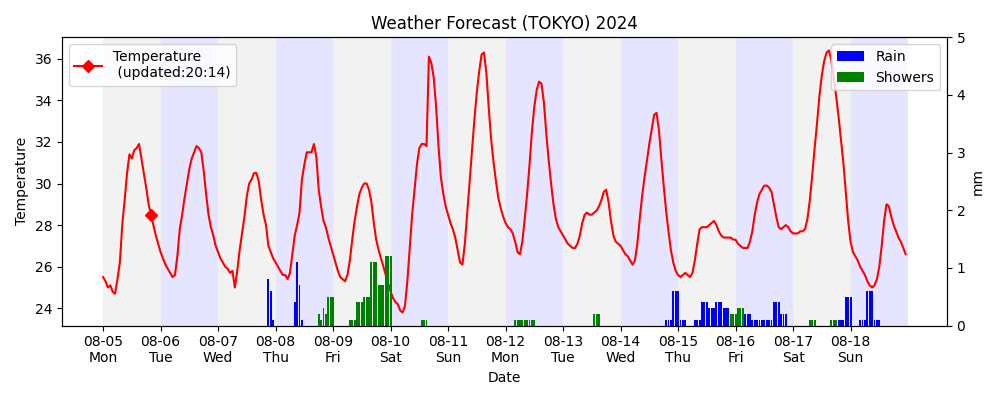 Weather Forecast (TOKYO) 2024
Temperature
(updated:20:14)
Rain
Showers
Temperature
36
34
32
30
28
26
24
5
4
3
2
1
0
mm
08-05 08-06 08-07 08-08 08-09 08-10 08-11 08-12 08-13 08-14 08-15 08-16 08-17 08-18
Mon Tue Wed Thu Fri Sat Sun Mon Tue Wed Thu Fri Sat Sun
Date